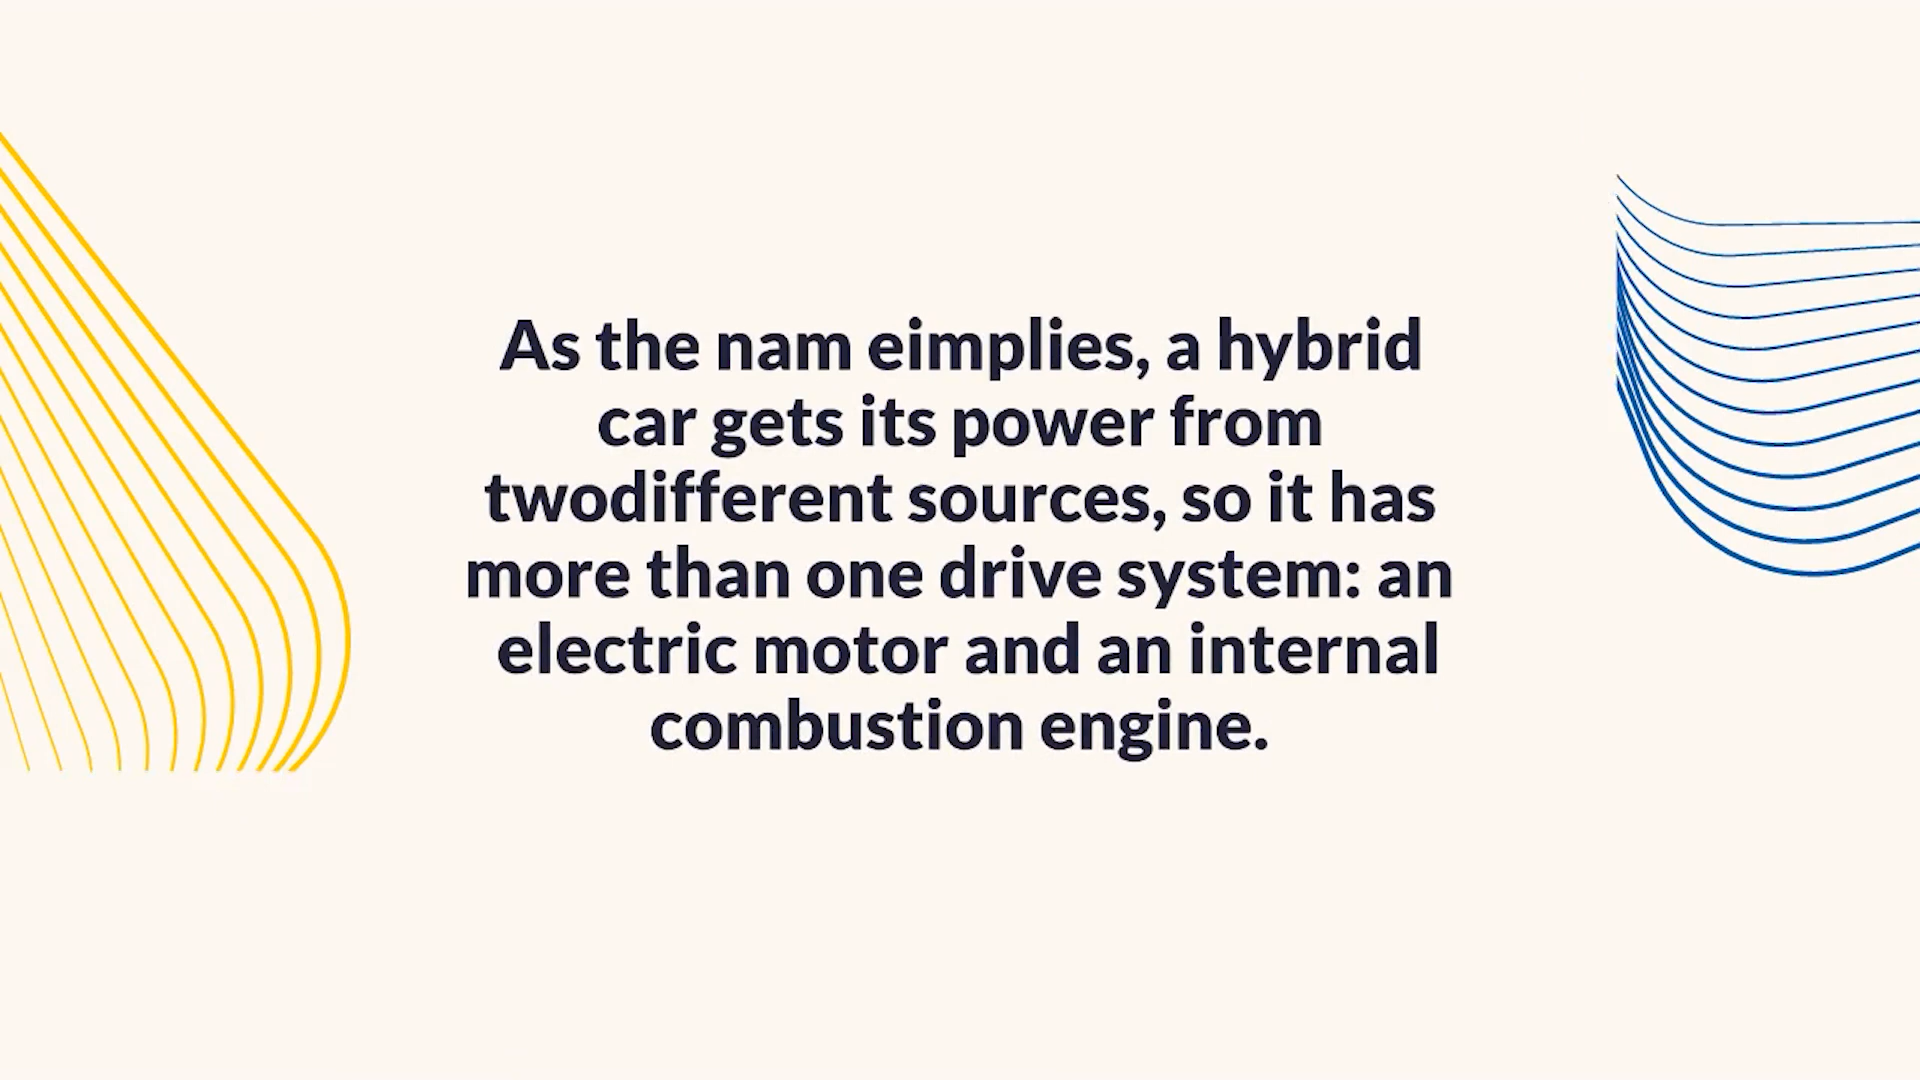 As the nam eimplies, a hybrid
car gets its power from
twodifferent sources, so it has
more than one drive system: an
electric motor and an internal
combustion engine.